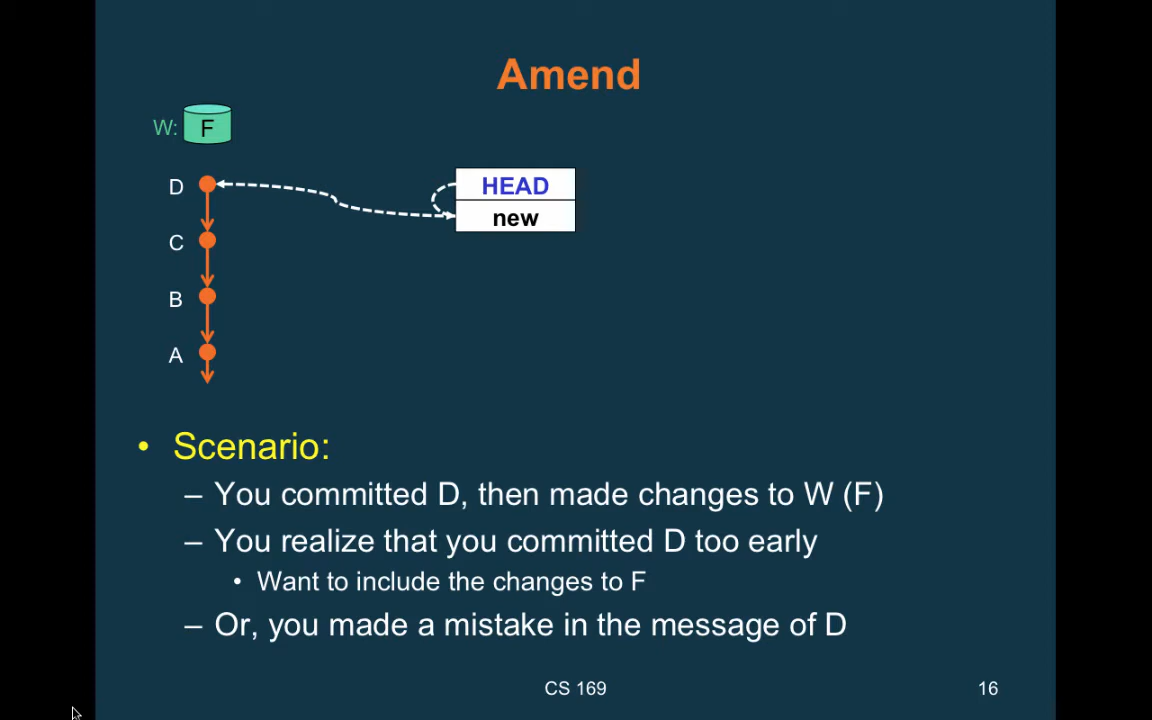 Amend
W: F
D
HEAD
new
C
B
A
• Scenario:
– You committed D, then made changes to W (F)
– You realize that you committed D too early
• Want to include the changes to F
– Or, you made a mistake in the message of D
CS 169
16